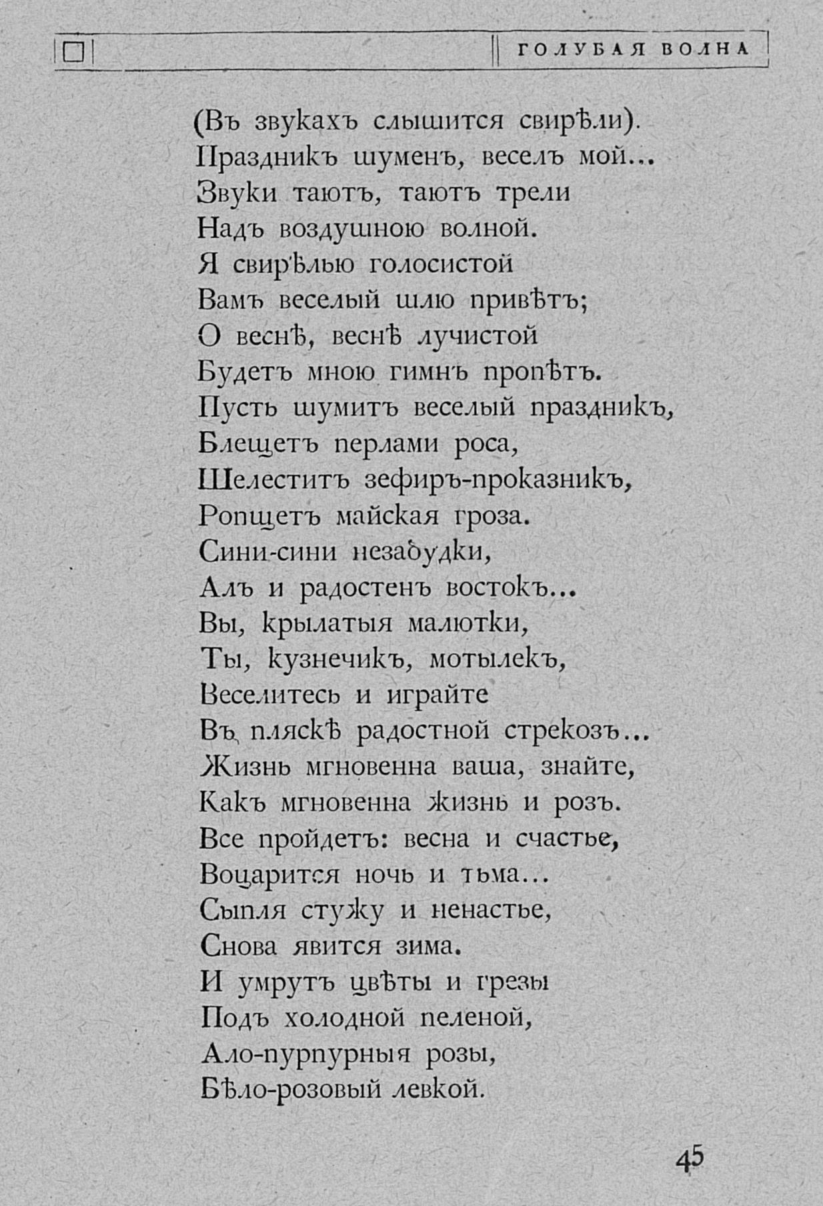 ГОЛУБАЯ ВОЛНА
(Въ звукахъ слышится свирѣли).
Праздникъ шуменъ, веселъ мой...
Звуки таютъ, таютъ трели
Надъ воздушною волной.
Я свирѣлью голосистой
Вамъ веселый шлю привѣтъ;
О веснѣ, веснѣ лучистой
Будетъ мною гимнъ пропѣтъ.
Пусть шумитъ веселый праздникъ,
Блещетъ перлами роса,
Шелеститъ зефиръ-проказникъ,
Ропщетъ майская гроза.
Сини-сини незабудки,
Алъ и радостенъ востокъ...
Вы, крылатыя малютки,
Ты, кузнечикъ, мотылекъ,
Веселитесь и играйте
Въ пляскѣ радостной стрекозъ...
Жизнь мгновенна ваша, знайте,
Какъ мгновенна жизнь и розъ.
Все пройдетъ: весна и счастье,
Воцарится ночь и тьма...
Сыпля стужу и ненастье,
Снова явится зима.
И умрутъ цвѣты и грезы
Подъ холодной пеленой,
Ало-пурпурныя розы,
Бѣло-розовый левкой.
45